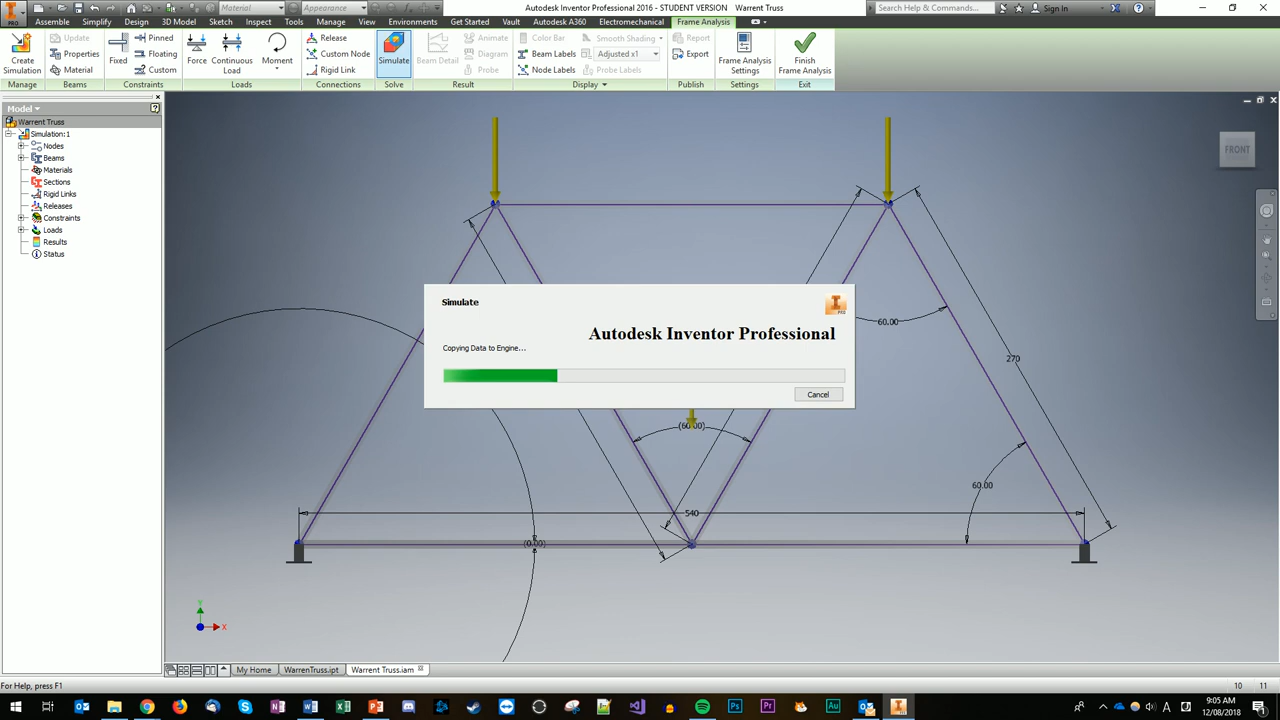 Autodesk Inventor Professional 2016 - STUDENT VERSION Warrent Truss
Material
Appearance
Search Help & Commands...
Sign In
PRO
Assemble Simplify Design 3D Model Sketch Inspect Tools Manage View Environments Get Started Vault Autodesk A360 Electromechanical Frame Analysis
Create Simulation
Update
Properties
Material
Fixed
Pinned
Floating
Custom
Force
Continuous Load
Moment
Release
Custom Node
Rigid Link
Simulate
Beam Detail
Animate
Diagram
Probe
Color Bar
Beam Labels
Node Labels
Smooth Shading
Adjusted x1
Probe Labels
Report
Export
Frame Analysis Settings
Finish Frame Analysis
Manage Beams Constraints Loads Connections Solve Result Display Publish Settings Exit
Model
Warrent Truss
Simulation:1
Nodes
Beams
Materials
Sections
Rigid Links
Releases
Constraints
Loads
Results
Status
FRONT
Simulate
Autodesk Inventor Professional
Copying Data to Engine...
Cancel
60.00
270
(60.00)
60.00
540
(0.00)
Y
X
My Home WarrenTruss.ipt Warrent Truss.iam
For Help, press F1
10 11
9:05 AM
12/08/2018